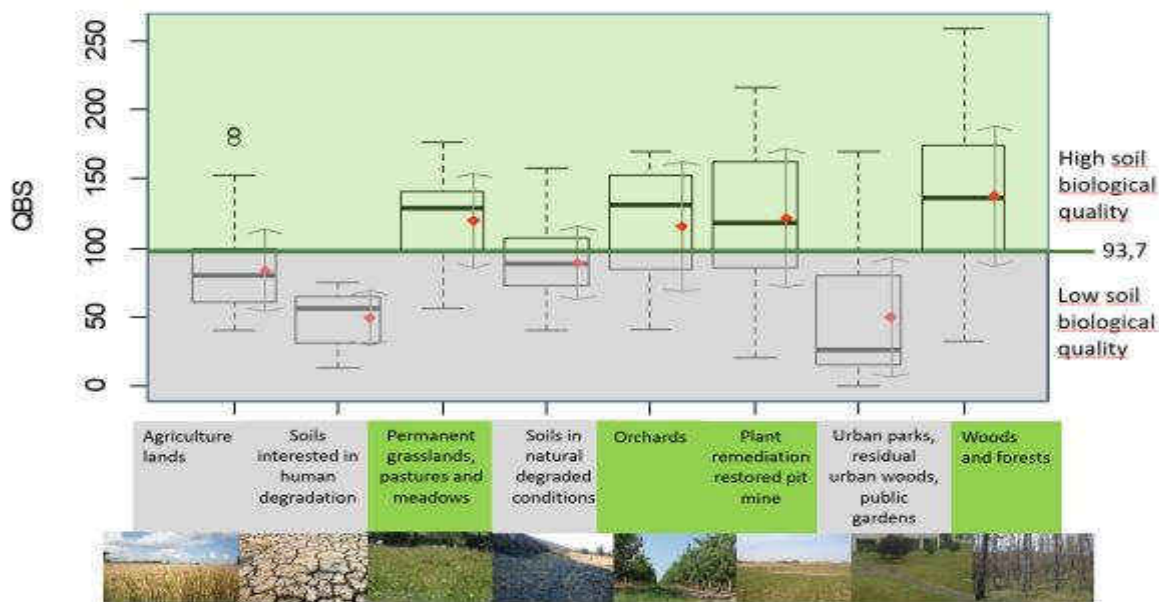 QBS
250
200
150
100
50
0
High soil
biological
quality
93,7
Low soil
biological
quality
Agriculture
lands
Soils
interested in
human
degradation
Permanent
grasslands,
pastures and
meadows
Soils in
natural
degraded
conditions
Orchards
Plant
remediation
restored pit
mine
Urban parks,
residual
urban woods,
public
gardens
Woods
and forests